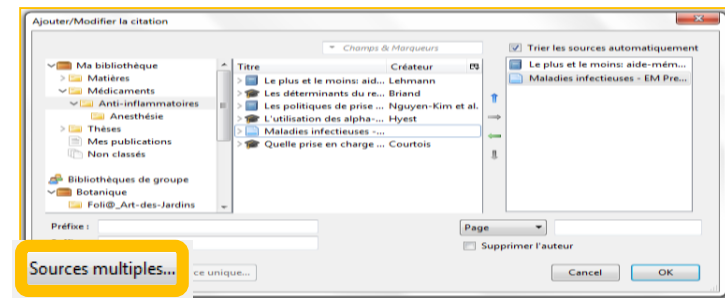 Ajouter/Modifier la citation
Champs & Marqueurs
Trier les sources automatiquement
Ma bibliothèque
Matières
Médicaments
Anti-inflammatoires
Anesthésie
Thèses
Mes publications
Non classés
Bibliothèques de groupe
Botanique
Foli@_Art-des-Jardins
Titre Créateur
Le plus et le moins: aid... Lehmann
Les déterminants du re... Briand
Les politiques de prise ... Nguyen-Kim et al.
L'utilisation des alpha-... Hyest
Maladies infectieuses -...
Quelle prise en charge ... Courtois
Le plus et le moins: aide-mém...
Maladies infectieuses - EM Pre...
Préfixe :
Page
Supprimer l'auteur
Sources multiples...
ce unique...
Cancel OK